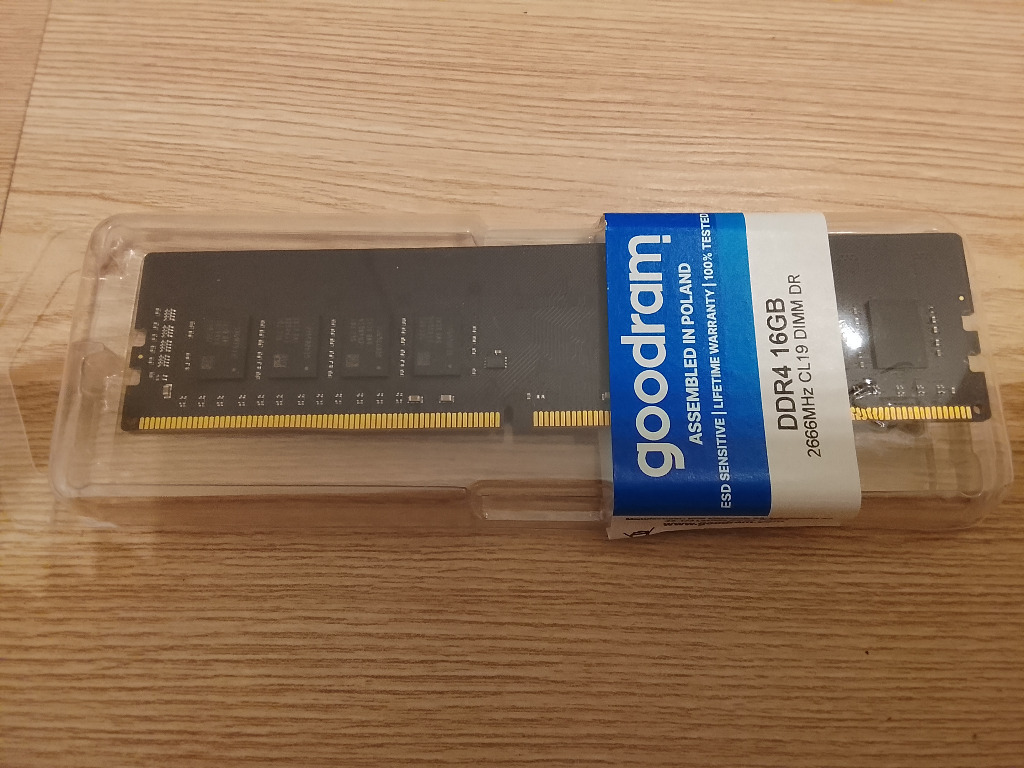 goodram
ASSEMBLED IN POLAND
ESD SENSITIVE | LIFETIME WARRANTY | 100% TESTED
DDR4 16GB
2666MHz CL19 DIMM DR